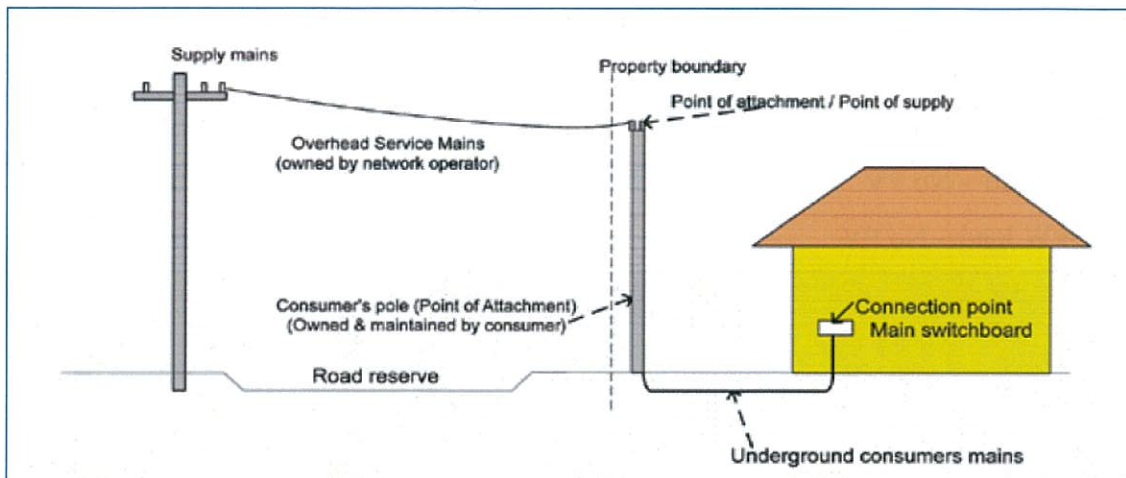 Supply mains
Property boundary
Point of attachment / Point of supply
Overhead Service Mains
(owned by network operator)
Consumer's pole (Point of Attachment)
(Owned & maintained by consumer)
Connection point
Main switchboard
Road reserve
Underground consumers mains